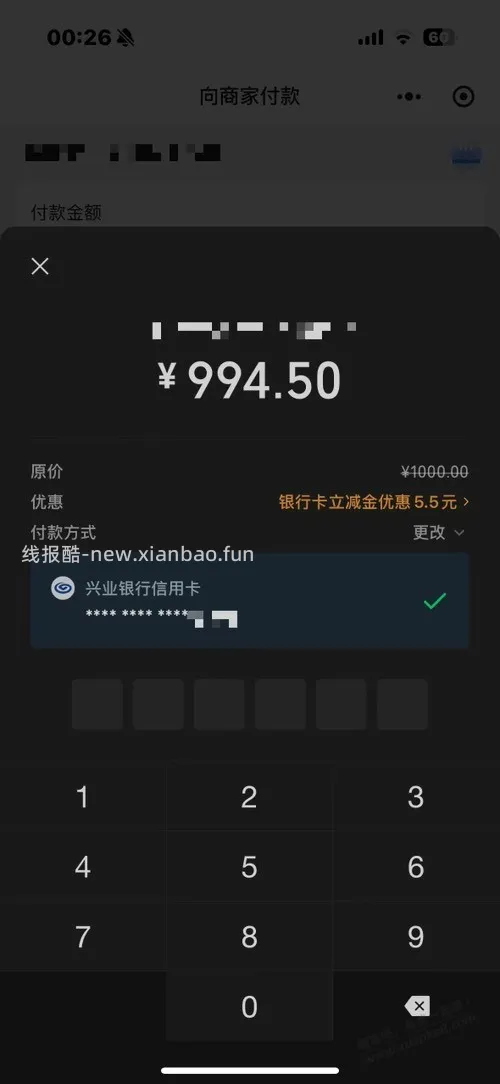 00:26
60
向商家付款
付款金额
¥994.50
原价 ¥1000.00
优惠 银行卡立减金优惠5.5元
付款方式 更改
线报酷-new.xianbao.fun
兴业银行信用卡
**** **** ****
1 2 3
4 5 6
7 8 9
0